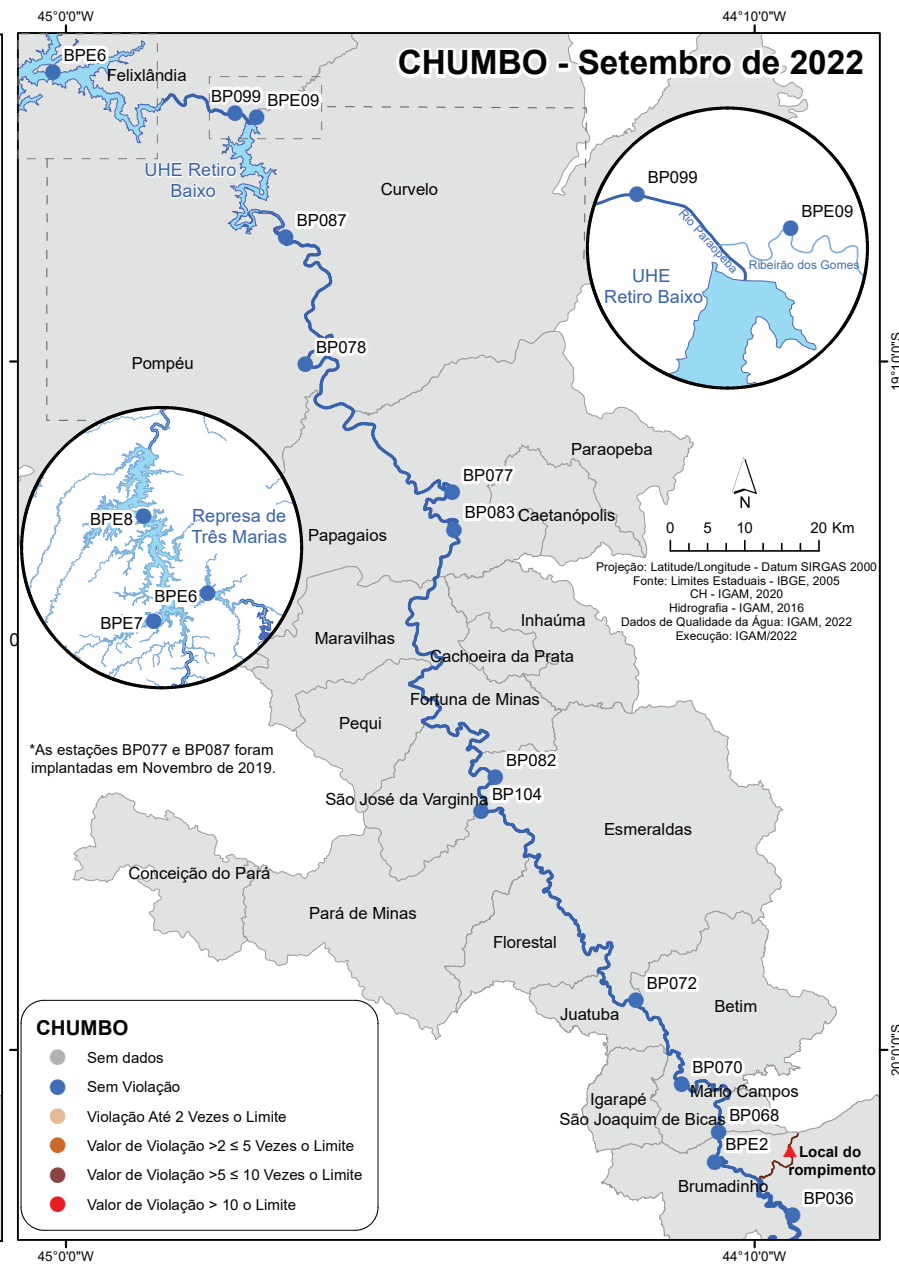 45°0'0"W
44°10'0"W
CHUMBO - Setembro de 2022
BPE6
Felixlândia
BP099
BPE09
UHE Retiro
Baixo
Curvelo
BP087
BP099
BPE09
Rio Paraopeba
Ribeirão dos Gomes
UHE
Retiro Baixo
BP078
Pompéu
19°10'0"S
Paraopeba
BP077
BP083
Caetanópolis
Papagaios
N
0 5 10 20 Km
Projeção: Latitude/Longitude - Datum SIRGAS 2000
Fonte: Limites Estaduais - IBGE, 2005
CH - IGAM, 2020
Hidrografia - IGAM, 2016
Dados de Qualidade da Água: IGAM, 2022
Execução: IGAM/2022
BPE8
Represa de
Três Marias
BPE6
BPE7
Inhaúma
Maravilhas
Cachoeira da Prata
Fortuna de Minas
Pequi
*As estações BP077 e BP087 foram
implantadas em Novembro de 2019.
BP082
São José da Varginha
BP104
Esmeraldas
Conceição do Pará
Pará de Minas
Florestal
BP072
Juatuba
Betim
20°0'0"S
BP070
Mário Campos
Igarapé
São Joaquim de Bicas
BP068
BPE2
Local do
rompimento
Brumadinho
BP036
CHUMBO
Sem dados
Sem Violação
Violação Até 2 Vezes o Limite
Valor de Violação >2 ≤ 5 Vezes o Limite
Valor de Violação >5 ≤ 10 Vezes o Limite
Valor de Violação > 10 o Limite
45°0'0"W
44°10'0"W